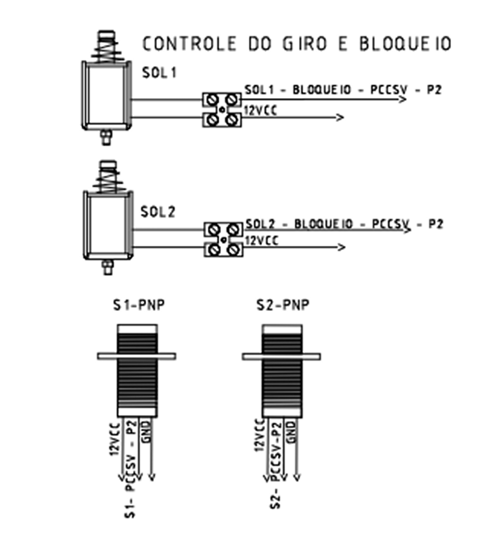 CONTROLE DO GIRO E BLOQUEIO
SOL1
SOL1 - BLOQUEIO - PCCSV - P2
12VCC
SOL2
SOL2 - BLOQUEIO - PCCSV - P2
12VCC
S1-PNP
S2-PNP
12VCC
S1- PCCSV - P2
GND
12VCC
S2- PCCSV-P2
GND